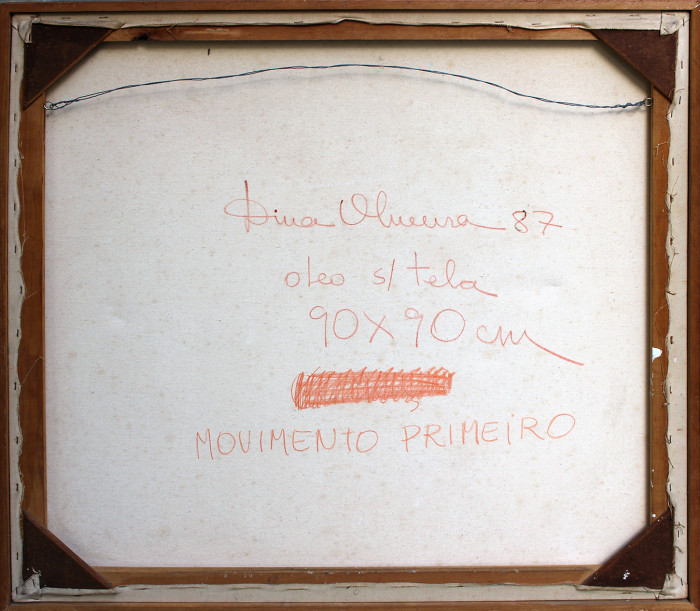 Dina Oliveira 87
oleo s/ tela
90X90cm
MOVIMENTO PRIMEIRO